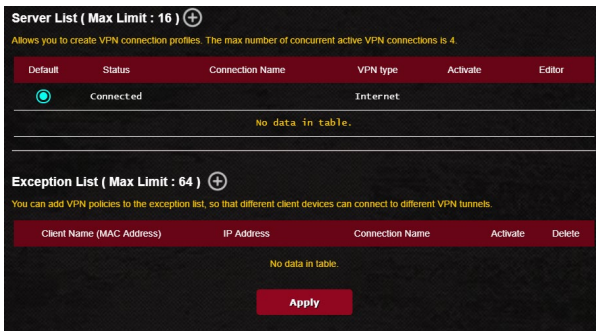 Server List ( Max Limit : 16 )
Allows you to create VPN connection profiles. The max number of concurrent active VPN connections is 4.
Default Status Connection Name VPN type Activate Editor
Connected Internet
No data in table.
Exception List ( Max Limit : 64 )
You can add VPN policies to the exception list, so that different client devices can connect to different VPN tunnels.
Client Name (MAC Address) IP Address Connection Name Activate Delete
No data in table.
Apply